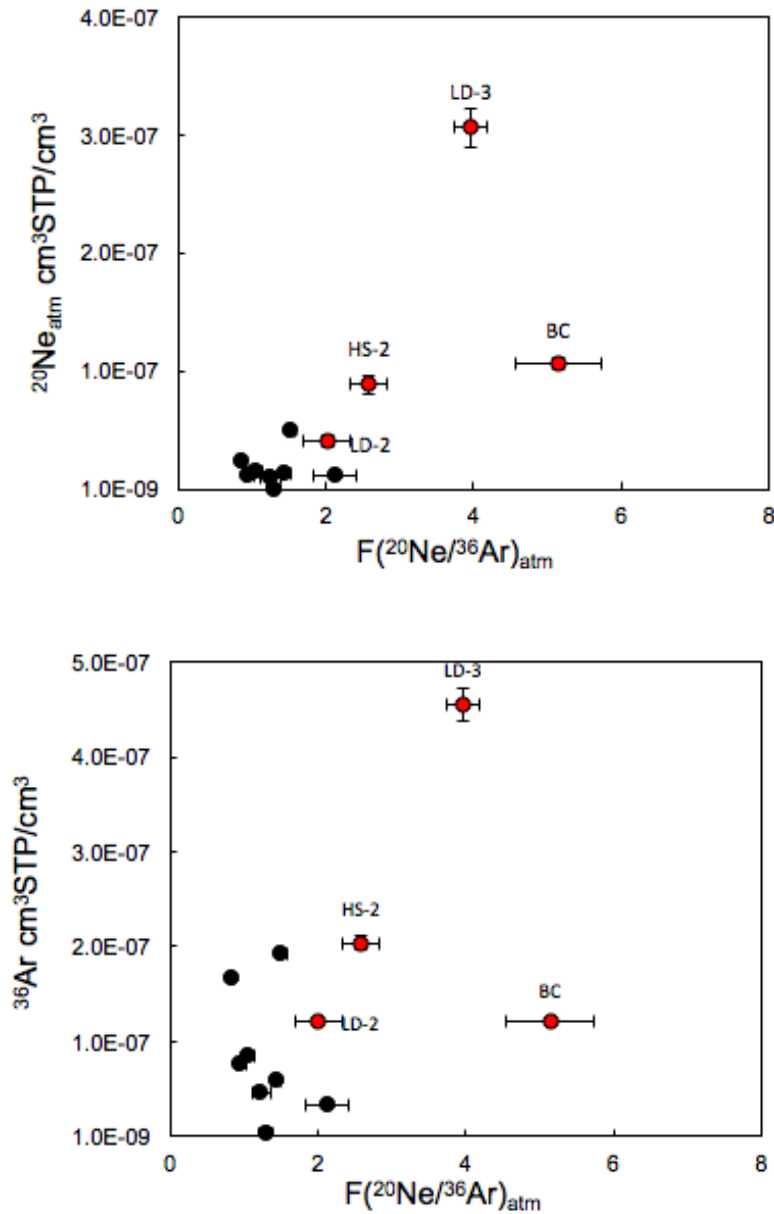 4.0E-07
LD-3
3.0E-07
²⁰Ne_atm cm³STP/cm³
2.0E-07
BC
HS-2
1.0E-07
LD-2
1.0E-09
0 2 4 6 8
F(²⁰Ne/³⁶Ar)_atm
5.0E-07
LD-3
4.0E-07
³⁶Ar cm³STP/cm³
3.0E-07
HS-2
2.0E-07
BC
LD-2
1.0E-07
1.0E-09
0 2 4 6 8
F(²⁰Ne/³⁶Ar)_atm